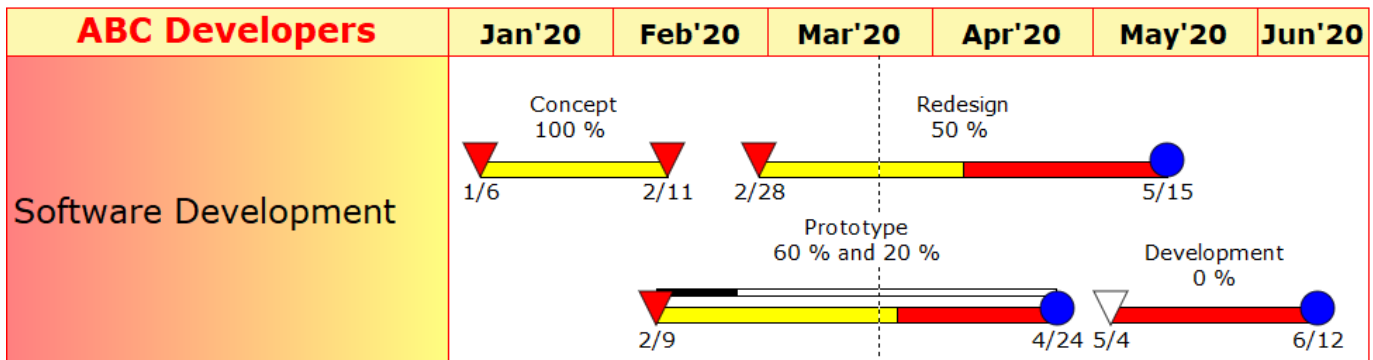 ABC Developers Jan'20 Feb'20 Mar'20 Apr'20 May'20 Jun'20
Concept
100 %
Redesign
50 %
1/6 2/11 2/28 5/15
Software Development
Prototype
60 % and 20 %
Development
0 %
2/9 4/24 5/4 6/12